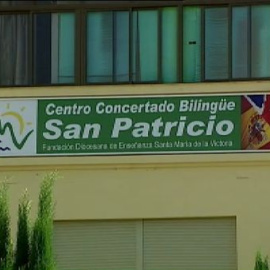 Centro Concertado Bilingüe
San Patricio
Fundación Diocesana de Enseñanza Santa María de la Victoria